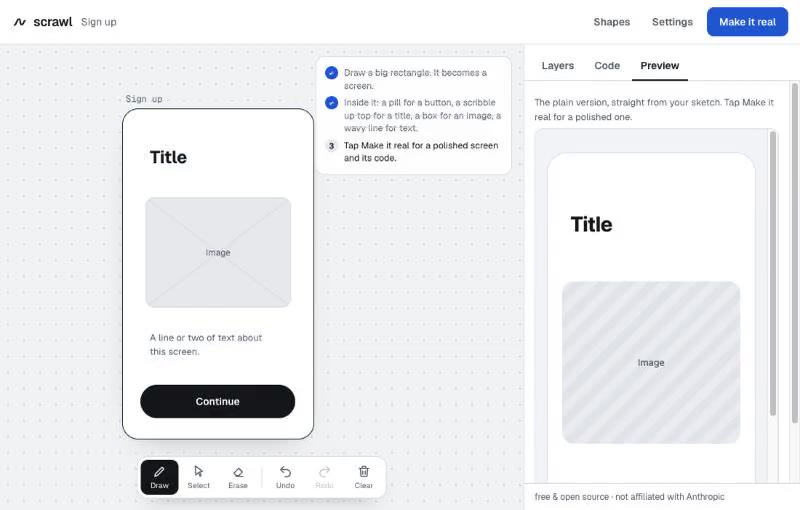 scrawl Sign up
Shapes Settings Make it real
Draw a big rectangle. It becomes a
screen.
Inside it: a pill for a button, a scribble
up top for a title, a box for an image, a
wavy line for text.
3 Tap Make it real for a polished screen
and its code.
Sign up
Title
Image
A line or two of text about
this screen.
Continue
Draw Select Erase Undo Redo Clear
Layers Code Preview
The plain version, straight from your sketch. Tap Make it
real for a polished one.
Title
Image
free & open source · not affiliated with Anthropic